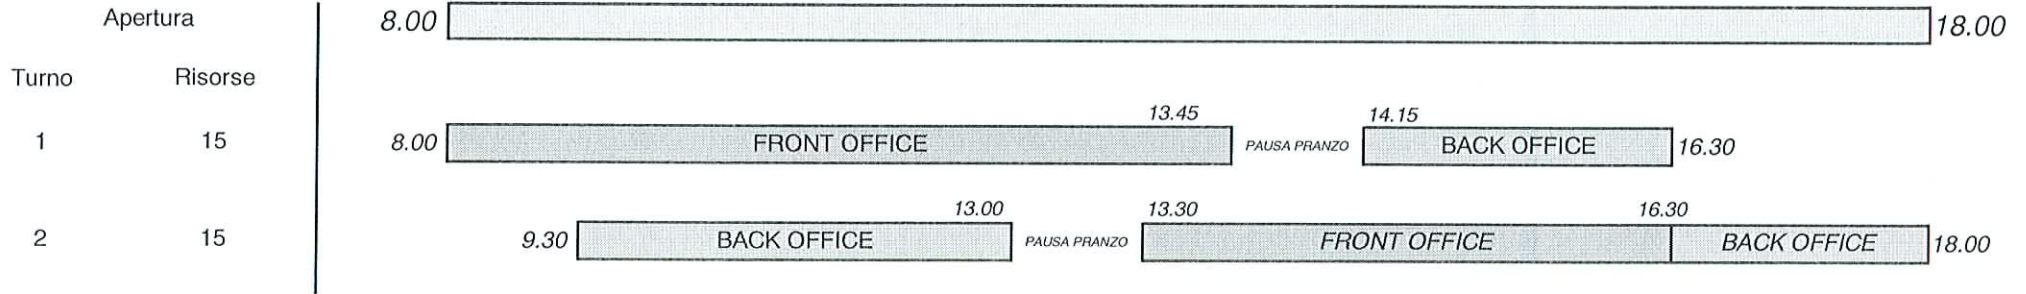 Apertura 8.00 18.00
Turno Risorse
13.45 14.15
1 15 8.00 FRONT OFFICE PAUSA PRANZO BACK OFFICE 16.30
13.00 13.30 16.30
2 15 9.30 BACK OFFICE PAUSA PRANZO FRONT OFFICE BACK OFFICE 18.00